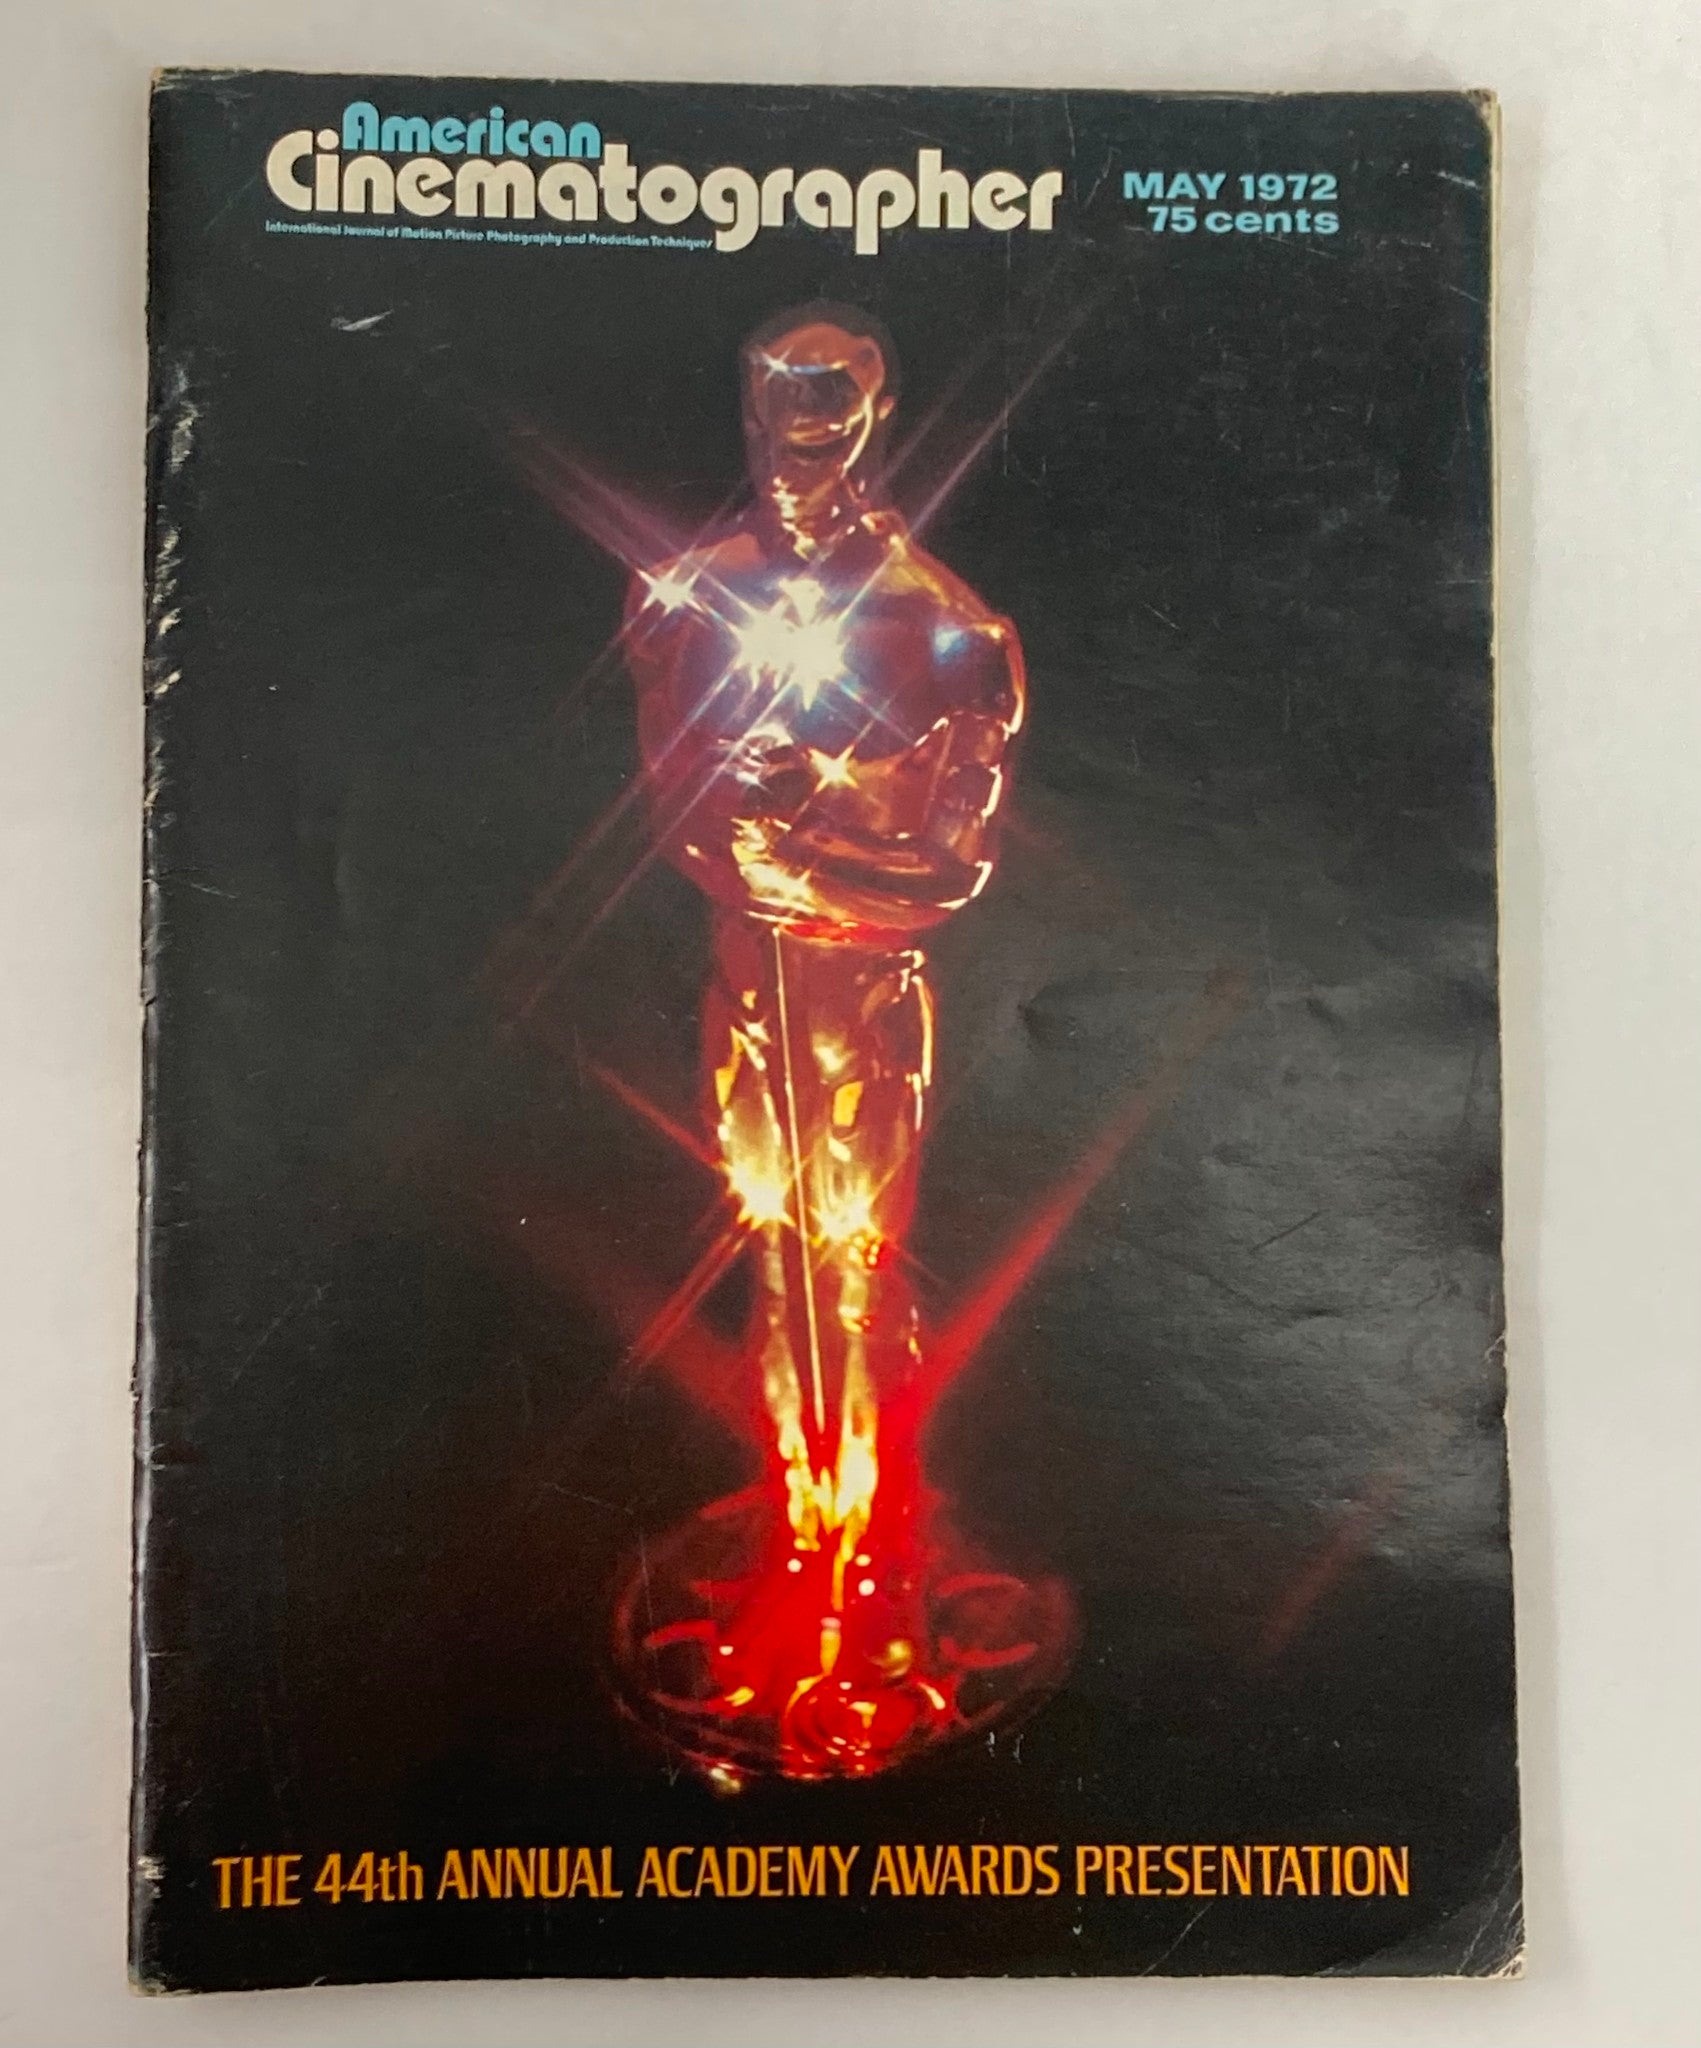 American
Cinematographer
International Journal of Motion Picture Photography and Production Techniques
MAY 1972
75 cents
THE 44th ANNUAL ACADEMY AWARDS PRESENTATION